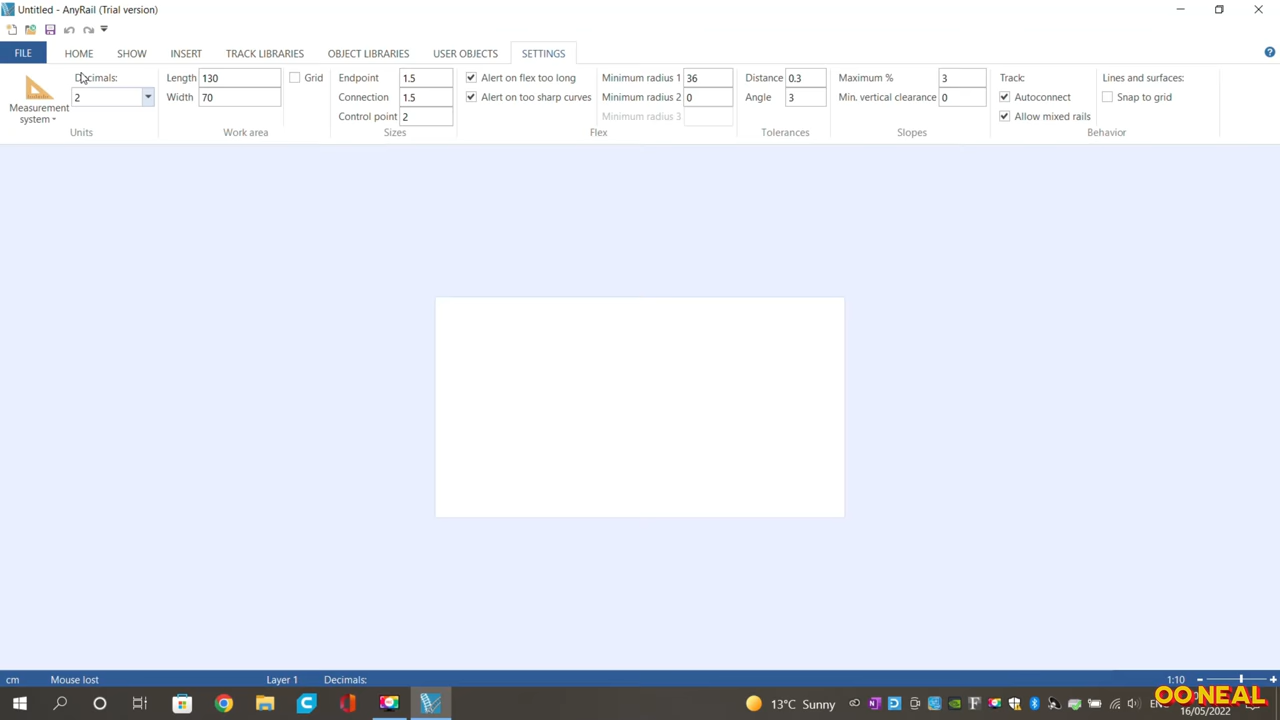 Untitled - AnyRail (Trial version)
FILE HOME SHOW INSERT TRACK LIBRARIES OBJECT LIBRARIES USER OBJECTS SETTINGS
Measurement system
Decimals:
2
Units
Length 130
Width 70
Grid
Work area
Endpoint 1.5
Connection 1.5
Control point 2
Sizes
Alert on flex too long
Alert on too sharp curves
Minimum radius 1 36
Minimum radius 2 0
Minimum radius 3
Flex
Distance 0.3
Angle 3
Tolerances
Maximum % 3
Min. vertical clearance 0
Slopes
Track:
Autoconnect
Allow mixed rails
Lines and surfaces:
Snap to grid
Behavior
cm Mouse lost Layer 1 Decimals: 1:10
13°C Sunny
16/05/2022
OO NEAL